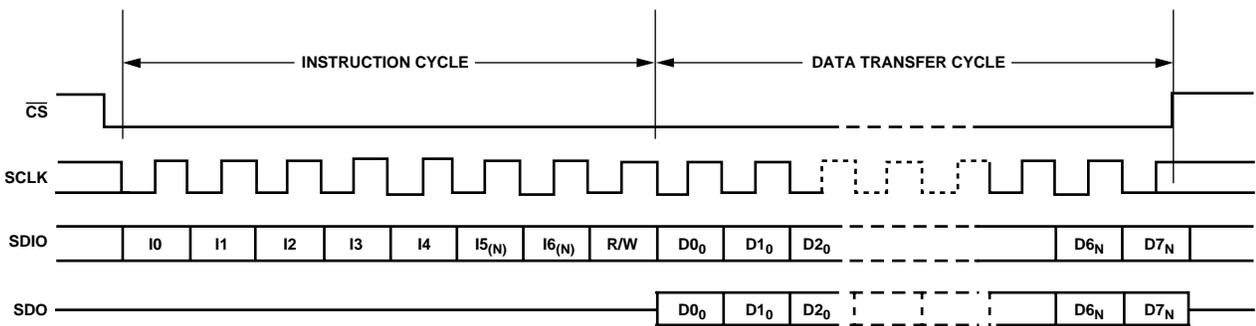 INSTRUCTION CYCLE DATA TRANSFER CYCLE
CS
SCLK
SDIO I0 I1 I2 I3 I4 I5(N) I6(N) R/W D0₀ D1₀ D2₀ D6N D7N
SDO D0₀ D1₀ D2₀ D6N D7N